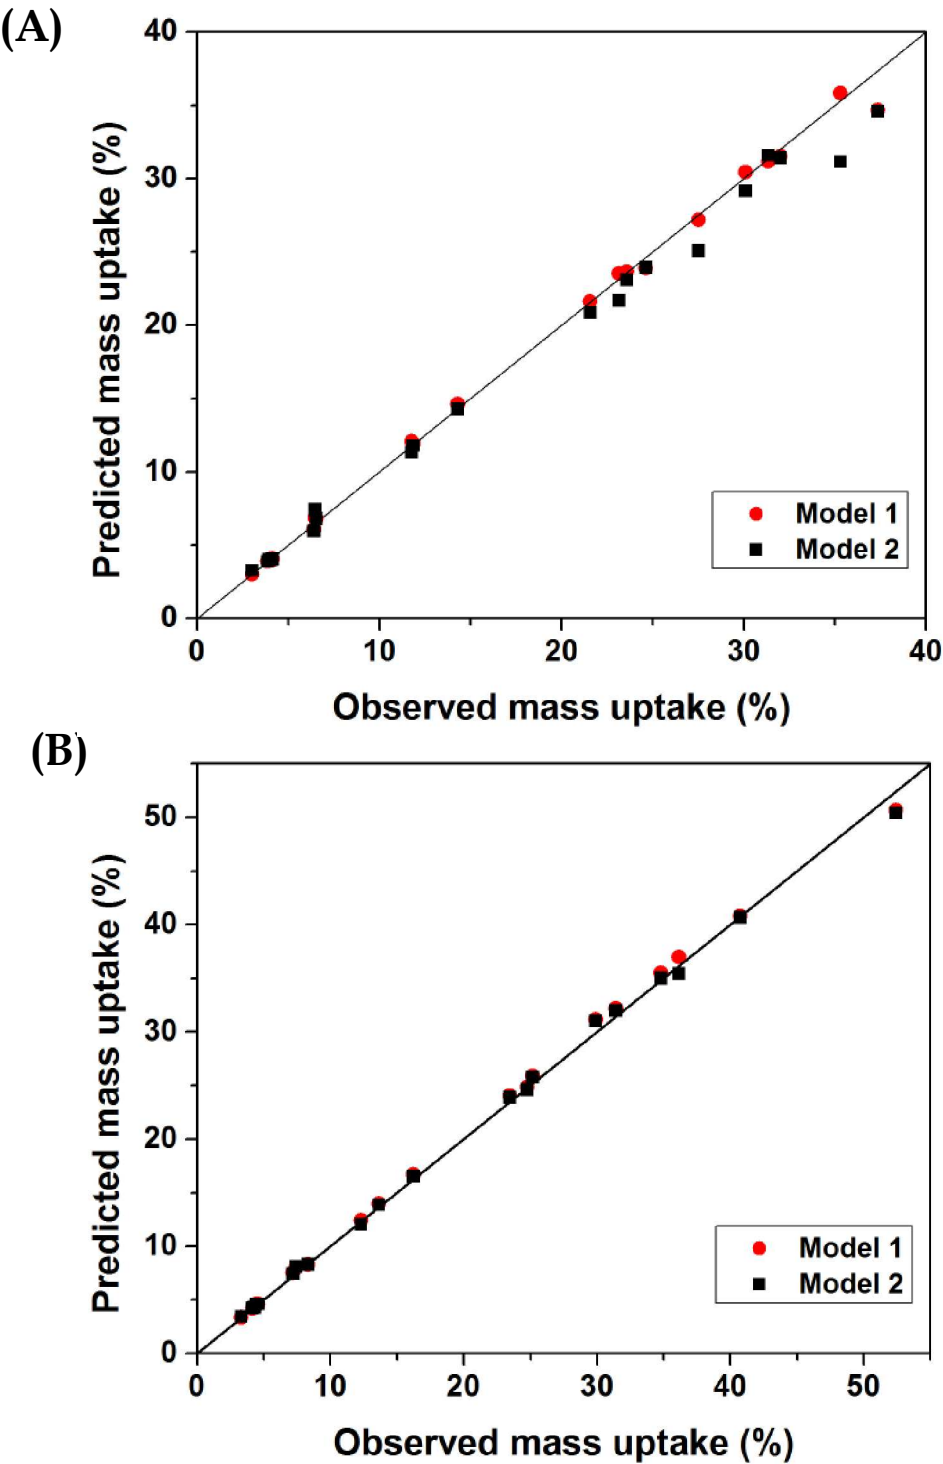 (A)
40
30
20
10
0
0 10 20 30 40
Predicted mass uptake (%)
Observed mass uptake (%)
Model 1
Model 2
(B)
50
40
30
20
10
0
0 10 20 30 40 50
Predicted mass uptake (%)
Observed mass uptake (%)
Model 1
Model 2